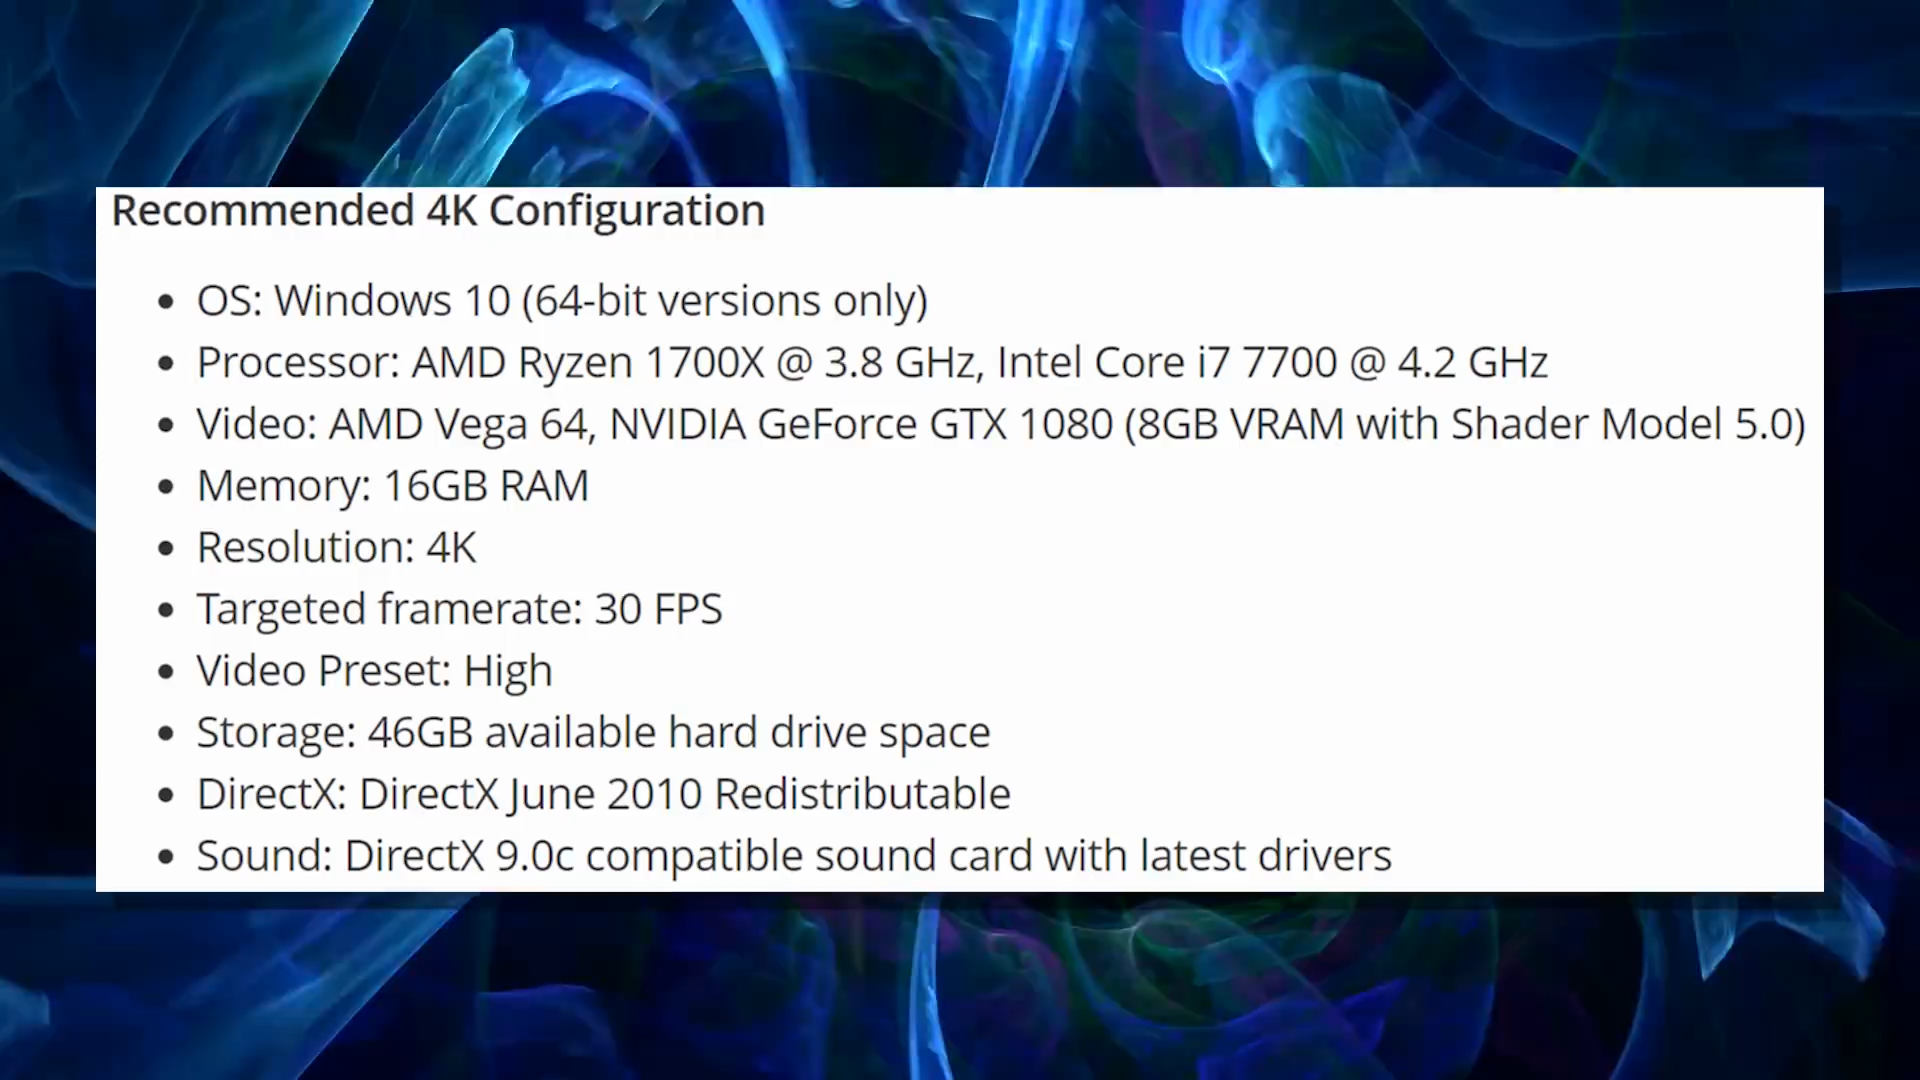 Recommended 4K Configuration
• OS: Windows 10 (64-bit versions only)
• Processor: AMD Ryzen 1700X @ 3.8 GHz, Intel Core i7 7700 @ 4.2 GHz
• Video: AMD Vega 64, NVIDIA GeForce GTX 1080 (8GB VRAM with Shader Model 5.0)
• Memory: 16GB RAM
• Resolution: 4K
• Targeted framerate: 30 FPS
• Video Preset: High
• Storage: 46GB available hard drive space
• DirectX: DirectX June 2010 Redistributable
• Sound: DirectX 9.0c compatible sound card with latest drivers